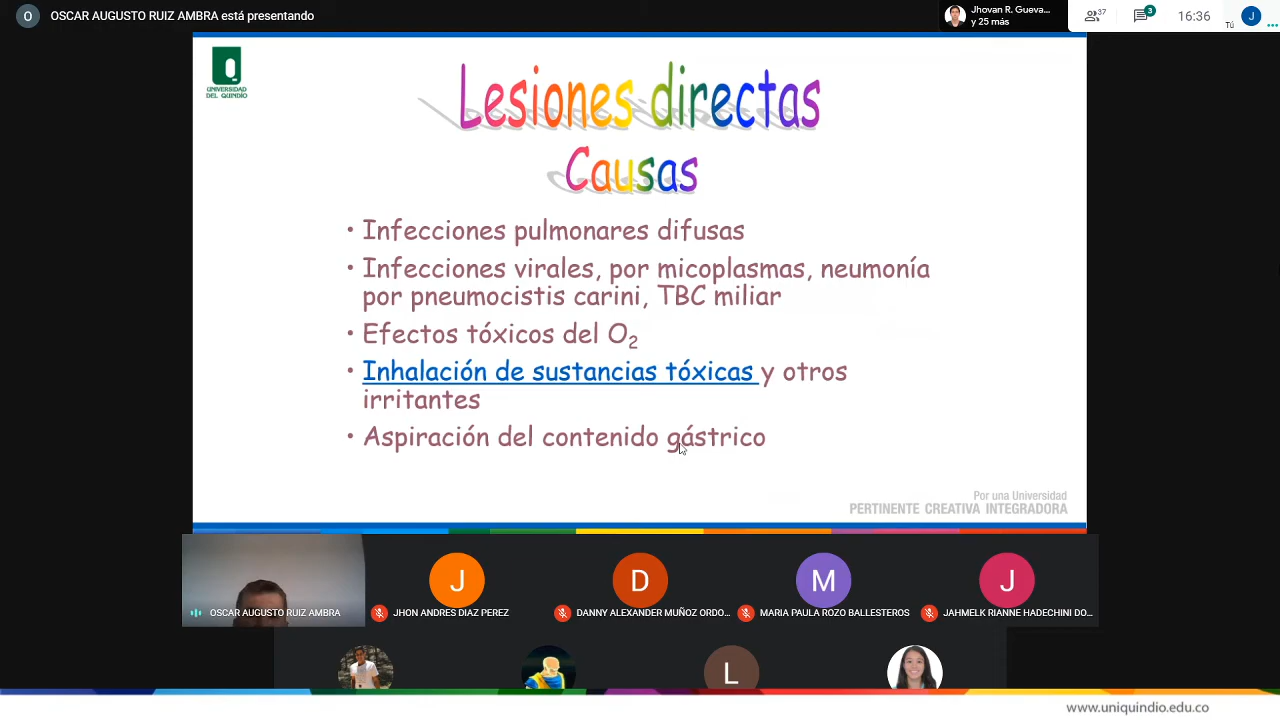 O OSCAR AUGUSTO RUIZ AMBRA está presentando
Jhovan R. Gueva...
y 25 más
37
3
16:36
Tú
J
UNIVERSIDAD
DEL QUINDÍO
Lesiones directas
Causas
• Infecciones pulmonares difusas
• Infecciones virales, por micoplasmas, neumonía
por pneumocistis carini, TBC miliar
• Efectos tóxicos del O₂
• Inhalación de sustancias tóxicas y otros
irritantes
• Aspiración del contenido gástrico
Por una Universidad
PERTINENTE CREATIVA INTEGRADORA
J
D
M
J
OSCAR AUGUSTO RUIZ AMBRA
JHON ANDRES DIAZ PEREZ
DANNY ALEXANDER MUÑOZ ORDO...
MARIA PAULA ROZO BALLESTEROS
JAHMELK RIANNE HADECHINI DO...
L
www.uniquindio.edu.co